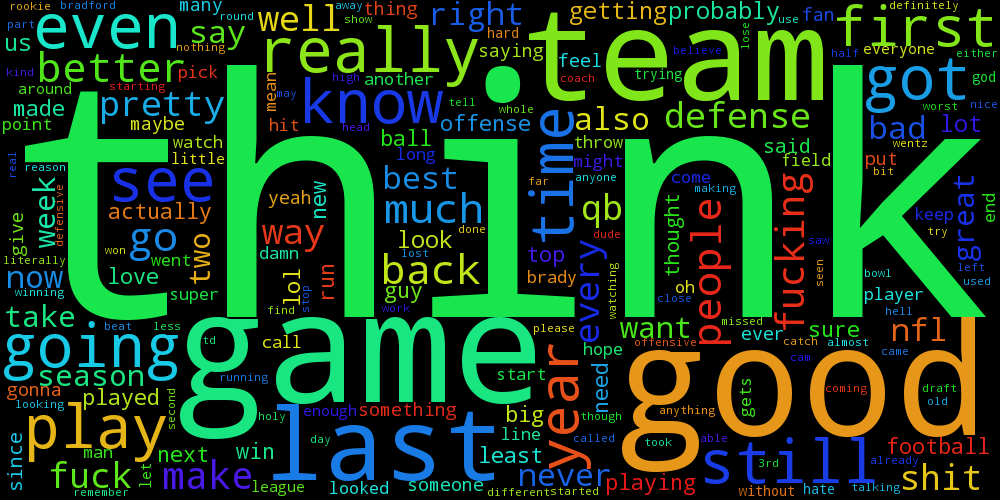 rookie bradford many thing getting probably fan definitely
part round away show use first
even well right team
us say nothing hard saying feel lose believe half everyone either
really
better pick mean another coach trying got god
kind starting high
around know may tell whole worst nice
made pretty hit offense also defense bad lot
point maybe head ball time throw wentz
watch long said
real reason little think might field put bit
see best far anyone come
week defensive yeah new much qb making people fucking great keep end
give actually thought saw try
go way look done top dude
literally won two damn back lost brady every oh seen bowl left
now went love lol run guy watching close player used
winning super find stop work hell
take beat less game please want missed ever sure nfl
going td call year hope offensive catch almost came
season running start need good cam
gonna played second holy enough something big though anything gets coming draft old
looking day
play last line called took able still football
since man next win least never 3rd already
fuck let make league looked someone playing without hate talking shit
remember different started